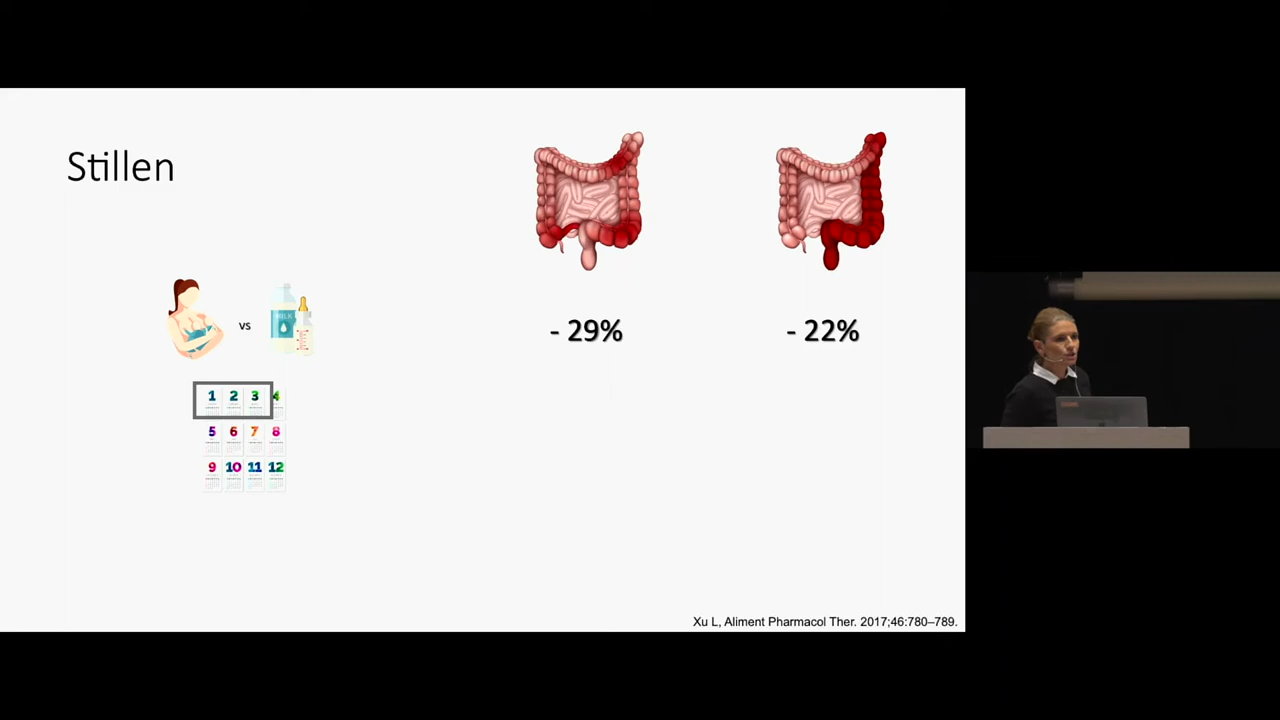 Stillen
MILK
vs
- 29%
- 22%
1 2 3 4
5 6 7 8
9 10 11 12
Xu L, Aliment Pharmacol Ther. 2017;46:780–789.